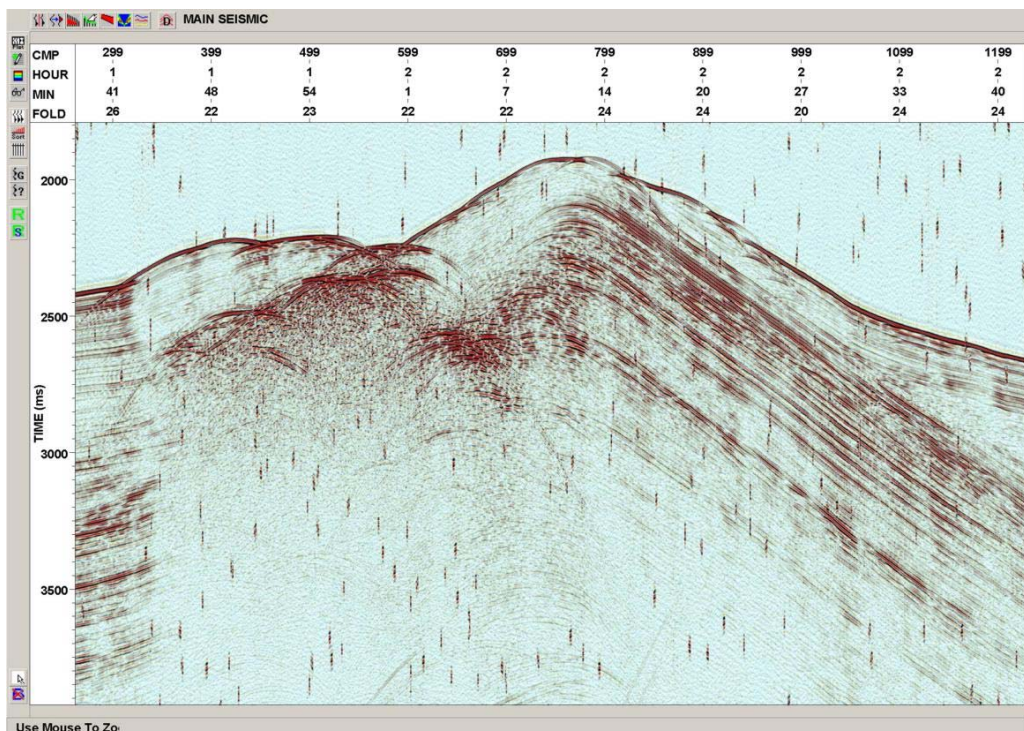 MAIN SEISMIC
CMP 299 399 499 599 699 799 899 999 1099 1199
HOUR 1 1 1 2 2 2 2 2 2 2
MIN 41 48 54 1 7 14 20 27 33 40
FOLD 26 22 23 22 22 24 24 20 24 24
2000
2500
TIME (ms)
3000
3500
Use Mouse To Zo